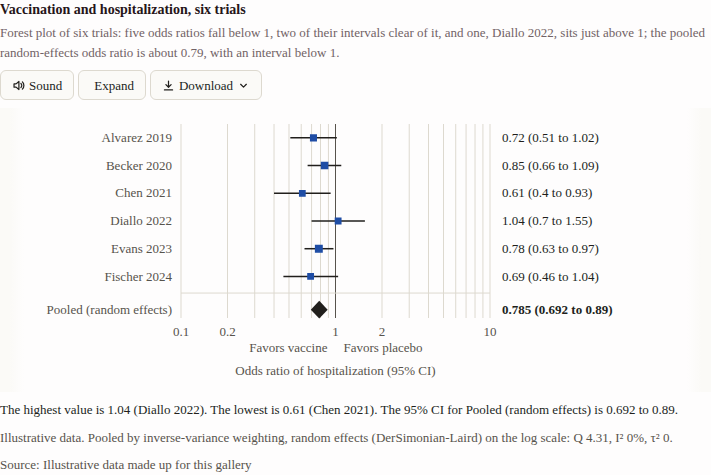 Vaccination and hospitalization, six trials
Forest plot of six trials: five odds ratios fall below 1, two of their intervals clear of it, and one, Diallo 2022, sits just above 1; the pooled
random-effects odds ratio is about 0.79, with an interval below 1.
Sound Expand Download
Alvarez 2019 0.72 (0.51 to 1.02)
Becker 2020 0.85 (0.66 to 1.09)
Chen 2021 0.61 (0.4 to 0.93)
Diallo 2022 1.04 (0.7 to 1.55)
Evans 2023 0.78 (0.63 to 0.97)
Fischer 2024 0.69 (0.46 to 1.04)
Pooled (random effects) 0.785 (0.692 to 0.89)
0.1 0.2 1 2 10
Favors vaccine Favors placebo
Odds ratio of hospitalization (95% CI)
The highest value is 1.04 (Diallo 2022). The lowest is 0.61 (Chen 2021). The 95% CI for Pooled (random effects) is 0.692 to 0.89.
Illustrative data. Pooled by inverse-variance weighting, random effects (DerSimonian-Laird) on the log scale: Q 4.31, I² 0%, τ² 0.
Source: Illustrative data made up for this gallery